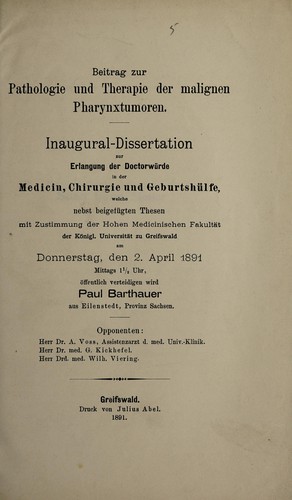 5
Beitrag zur
Pathologie und Therapie der malignen
Pharynxtumoren.
Inaugural-Dissertation
zur
Erlangung der Doctorwürde
in der
Medicin, Chirurgie und Geburtshülfe,
welche
nebst beigefügten Thesen
mit Zustimmung der Hohen Medicinischen Fakultät
der Königl. Universität zu Greifswald
am
Donnerstag, den 2. April 1891
Mittags 1½ Uhr,
öffentlich verteidigen wird
Paul Barthauer
aus Eilenstedt, Provinz Sachsen.
Opponenten:
Herr Dr. A. Voss, Assistenzarzt d. med. Univ.-Klinik.
Herr Dr. med. G. Kickhefel.
Herr Drd. med. Wilh. Viering.
Greifswald.
Druck von Julius Abel.
1891.